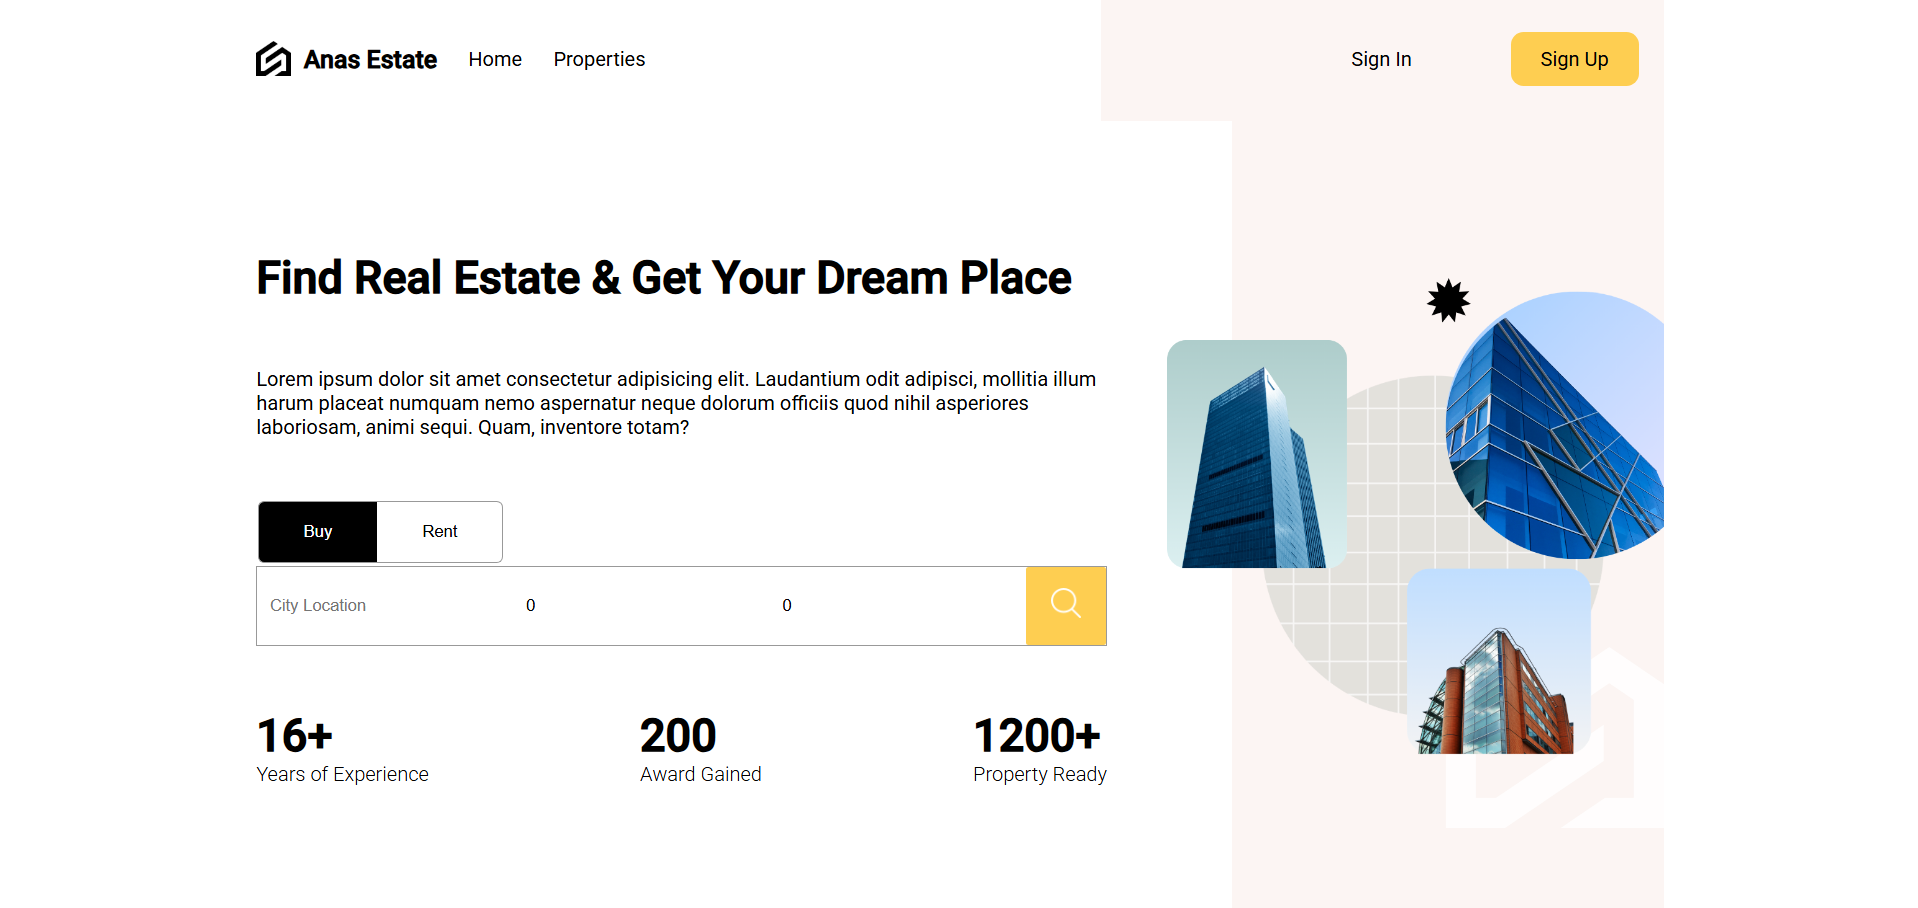 Anas Estate
Home
Properties
Sign In
Sign Up
Find Real Estate & Get Your Dream Place
Lorem ipsum dolor sit amet consectetur adipisicing elit. Laudantium odit adipisci, mollitia illum
harum placeat numquam nemo aspernatur neque dolorum officiis quod nihil asperiores
laboriosam, animi sequi. Quam, inventore totam?
Buy
Rent
City Location
0
0
16+
Years of Experience
200
Award Gained
1200+
Property Ready